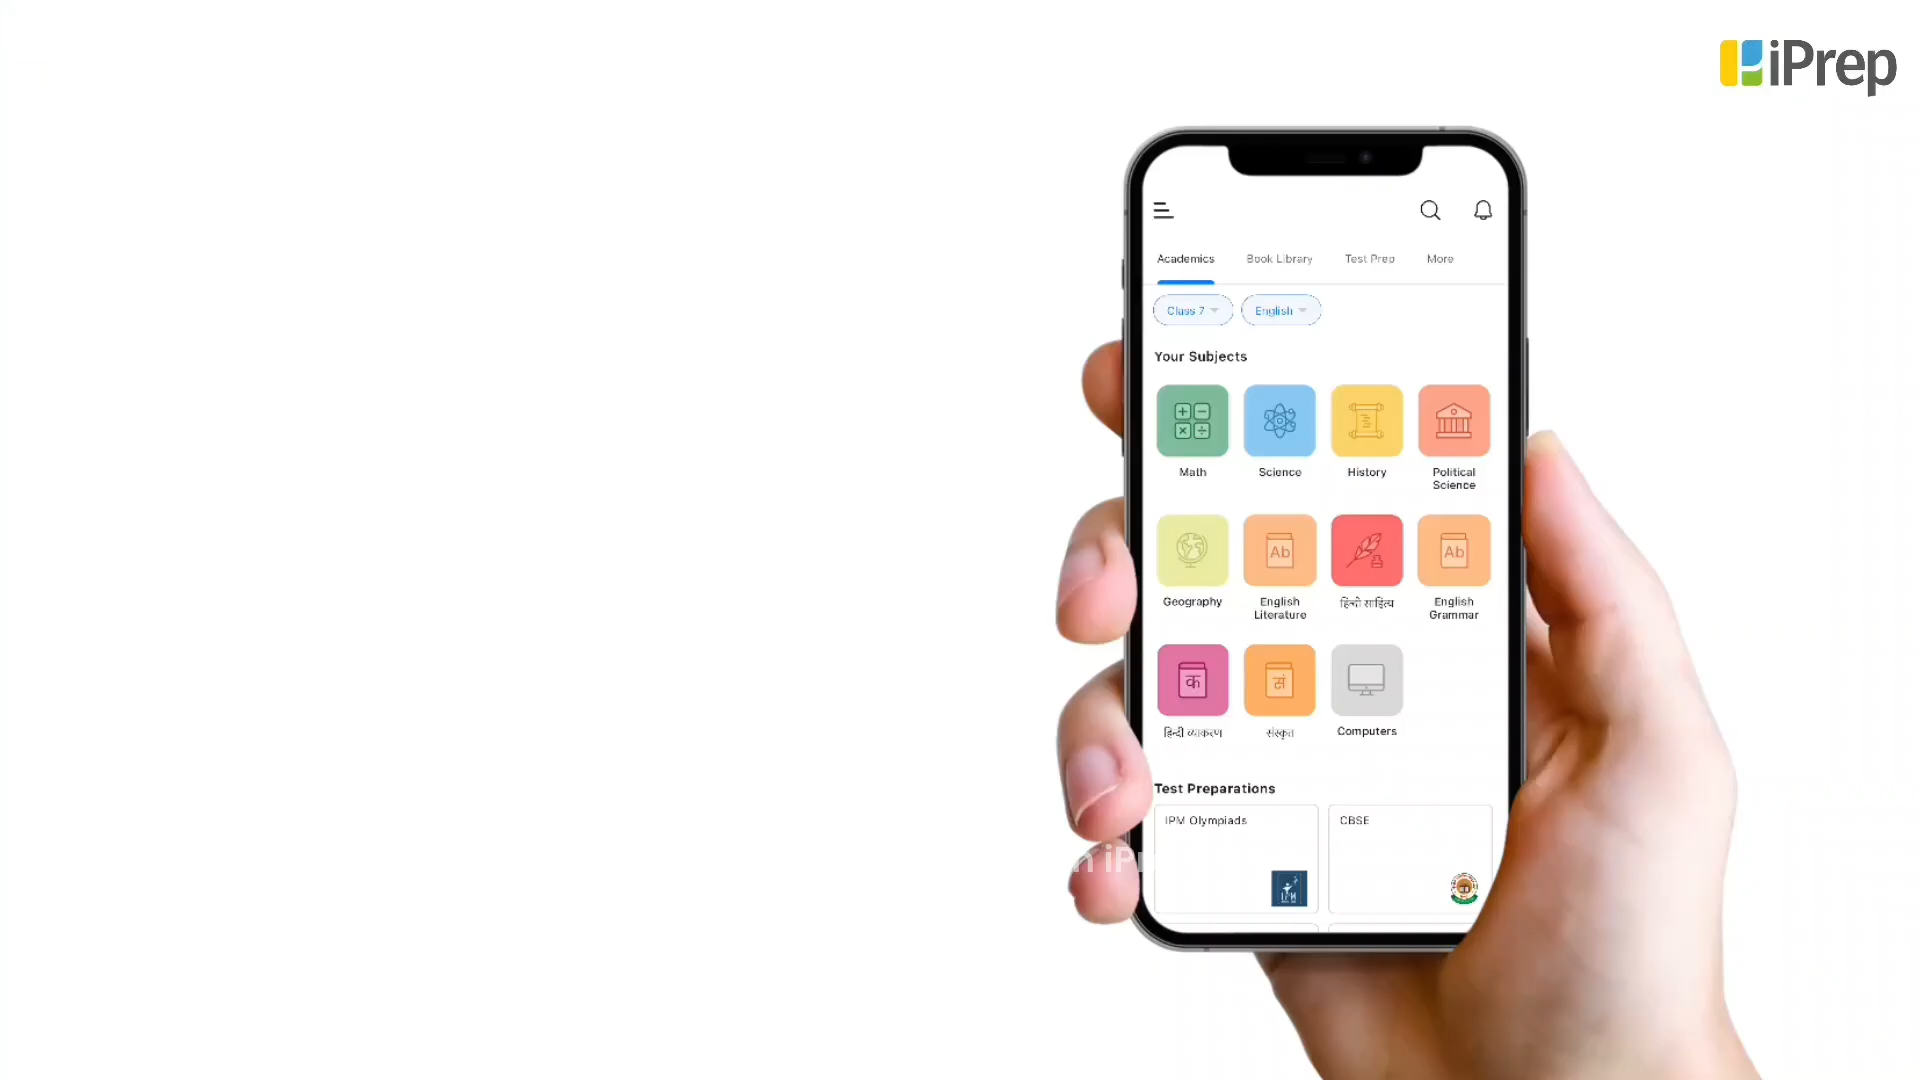 iPrep
Academics Book Library Test Prep More
Class 7 English
Your Subjects
Math Science History Political Science
Geography English Literature हिन्दी साहित्य English Grammar
हिन्दी व्याकरण संस्कृत Computers
Test Preparations
IPM Olympiads CBSE